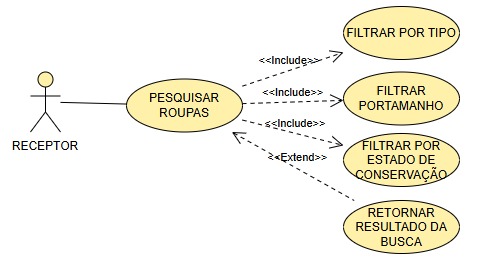 FILTRAR POR TIPO
<<Include>>
PESQUISAR
ROUPAS
<<Include>>
FILTRAR
PORTAMANHO
<<Include>>
FILTRAR POR
ESTADO DE
CONSERVAÇÃO
RECEPTOR
<<Extend>>
RETORNAR
RESULTADO DA
BUSCA